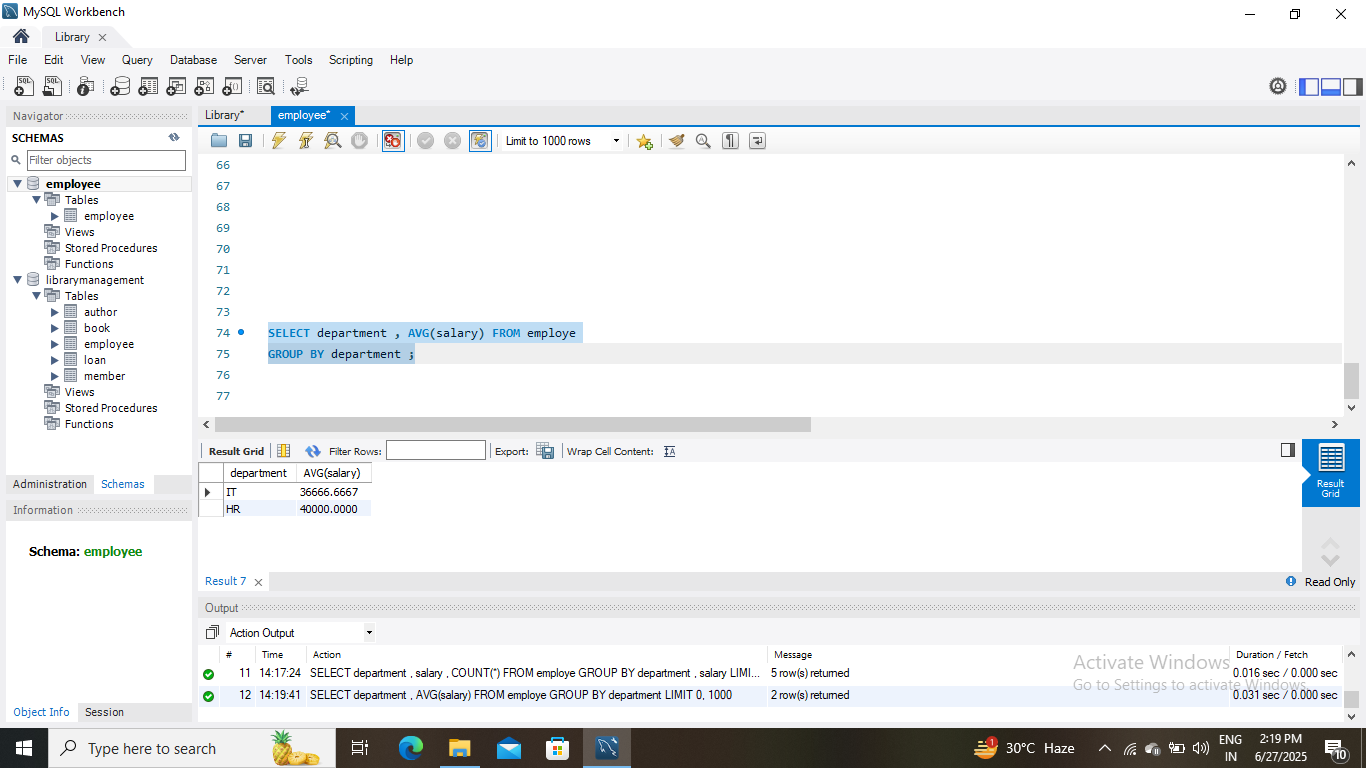 MySQL Workbench
Library
File Edit View Query Database Server Tools Scripting Help
Navigator
SCHEMAS
Filter objects
employee
Tables
employee
Views
Stored Procedures
Functions
librarymanagement
Tables
author
book
employee
loan
member
Views
Stored Procedures
Functions
Administration Schemas
Information
Schema: employee
Object Info Session
Library* employee*
Limit to 1000 rows
66
67
68
69
70
71
72
73
74 SELECT department , AVG(salary) FROM employe
75 GROUP BY department ;
76
77
Result Grid Filter Rows: Export: Wrap Cell Content:
department AVG(salary)
IT 36666.6667
HR 40000.0000
Result Grid
Result 7 Read Only
Output
Action Output
# Time Action Message Duration / Fetch
11 14:17:24 SELECT department , salary , COUNT(*) FROM employe GROUP BY department , salary LIMI... 5 row(s) returned 0.016 sec / 0.000 sec
12 14:19:41 SELECT department , AVG(salary) FROM employe GROUP BY department LIMIT 0, 1000 2 row(s) returned 0.031 sec / 0.000 sec
Activate Windows
Go to Settings to activate Windows.
Type here to search
1
30°C Haze
ENG
IN
2:19 PM
6/27/2025
10